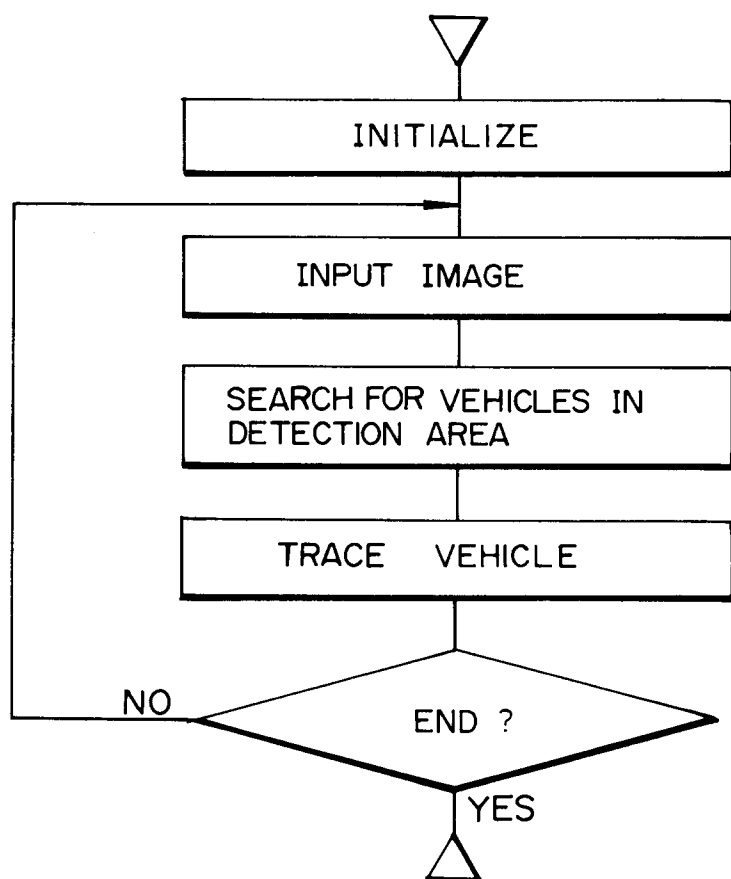 INITIALIZE
INPUT IMAGE
SEARCH FOR VEHICLES IN
DETECTION AREA
TRACE VEHICLE
END ?
NO
YES